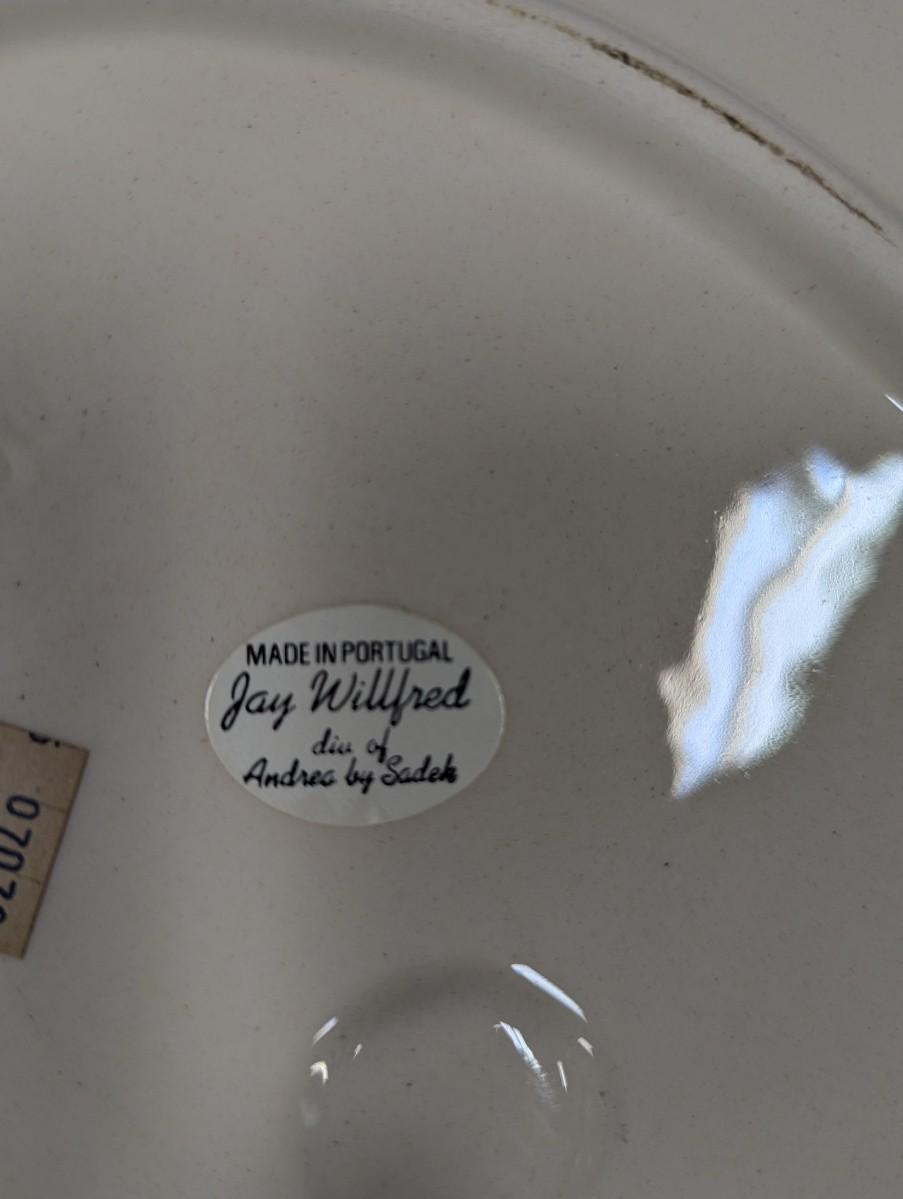 MADE IN PORTUGAL
Jay Willfred
div of
Andrea by Sadek